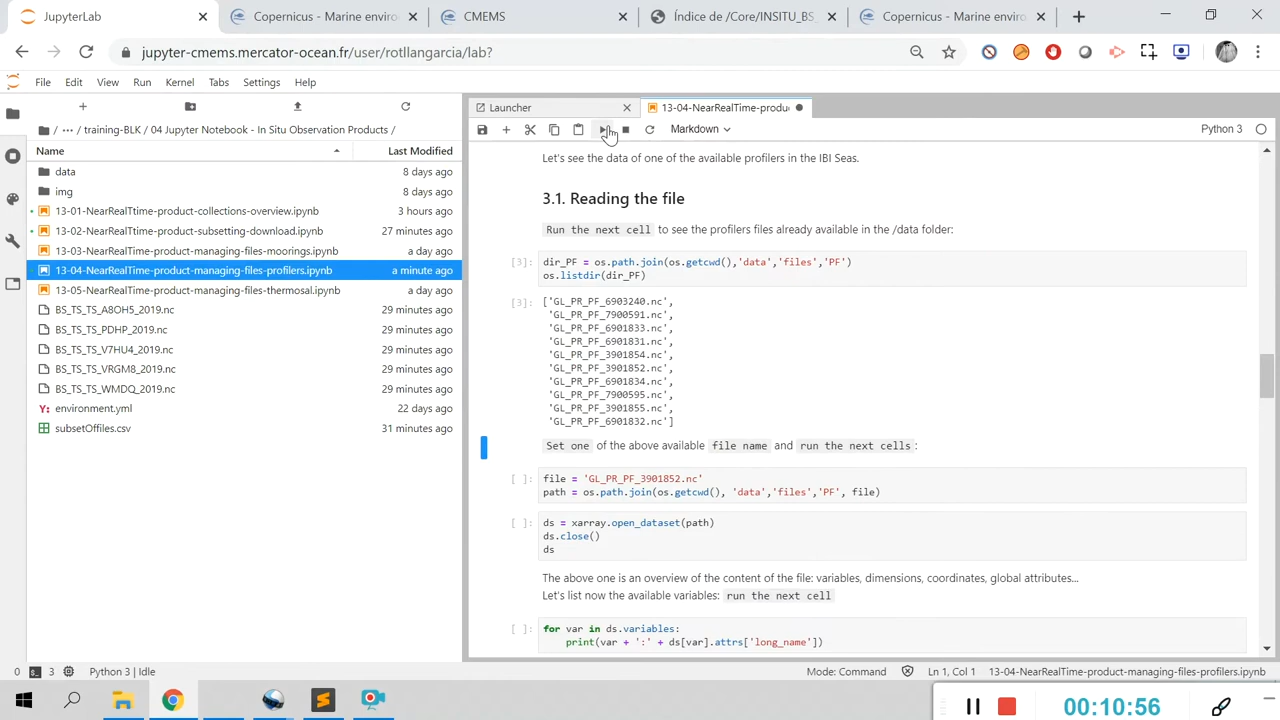 JupyterLab
Copernicus - Marine enviro
CMEMS
Índice de /Core/INSITU_BS_
Copernicus - Marine enviro
jupyter-cmems.mercator-ocean.fr/user/rotllangarcia/lab?
File Edit View Run Kernel Tabs Settings Help
Launcher
13-04-NearRealTime-produc
/ ··· / training-BLK / 04 Jupyter Notebook - In Situ Observation Products /
Markdown
Python 3
Name
Last Modified
data 8 days ago
img 8 days ago
13-01-NearRealTtime-product-collections-overview.ipynb 3 hours ago
13-02-NearRealTtime-product-subsetting-download.ipynb 27 minutes ago
13-03-NearRealTtime-product-managing-files-moorings.ipynb a day ago
13-04-NearRealTime-product-managing-files-profilers.ipynb a minute ago
13-05-NearRealTime-product-managing-files-thermosal.ipynb a day ago
BS_TS_TS_A8OH5_2019.nc 29 minutes ago
BS_TS_TS_PDHP_2019.nc 29 minutes ago
BS_TS_TS_V7HU4_2019.nc 29 minutes ago
BS_TS_TS_VRGM8_2019.nc 29 minutes ago
BS_TS_TS_WMDQ_2019.nc 29 minutes ago
environment.yml 22 days ago
subsetOffiles.csv 31 minutes ago
Let's see the data of one of the available profilers in the IBI Seas.
3.1. Reading the file
Run the next cell to see the profilers files already available in the /data folder:
[3]: dir_PF = os.path.join(os.getcwd(),'data','files','PF')
os.listdir(dir_PF)
[3]: ['GL_PR_PF_6903240.nc',
'GL_PR_PF_7900591.nc',
'GL_PR_PF_6901833.nc',
'GL_PR_PF_6901831.nc',
'GL_PR_PF_3901854.nc',
'GL_PR_PF_3901852.nc',
'GL_PR_PF_6901834.nc',
'GL_PR_PF_7900595.nc',
'GL_PR_PF_3901855.nc',
'GL_PR_PF_6901832.nc']
Set one of the above available file name and run the next cells:
[ ]: file = 'GL_PR_PF_3901852.nc'
path = os.path.join(os.getcwd(), 'data','files','PF', file)
[ ]: ds = xarray.open_dataset(path)
ds.close()
ds
The above one is an overview of the content of the file: variables, dimensions, coordinates, global attributes...
Let's list now the available variables: run the next cell
[ ]: for var in ds.variables:
print(var + ':' + ds[var].attrs['long_name'])
0 3 Python 3 | Idle
Mode: Command
Ln 1, Col 1
13-04-NearRealTime-product-managing-files-profilers.ipynb
00:10:56